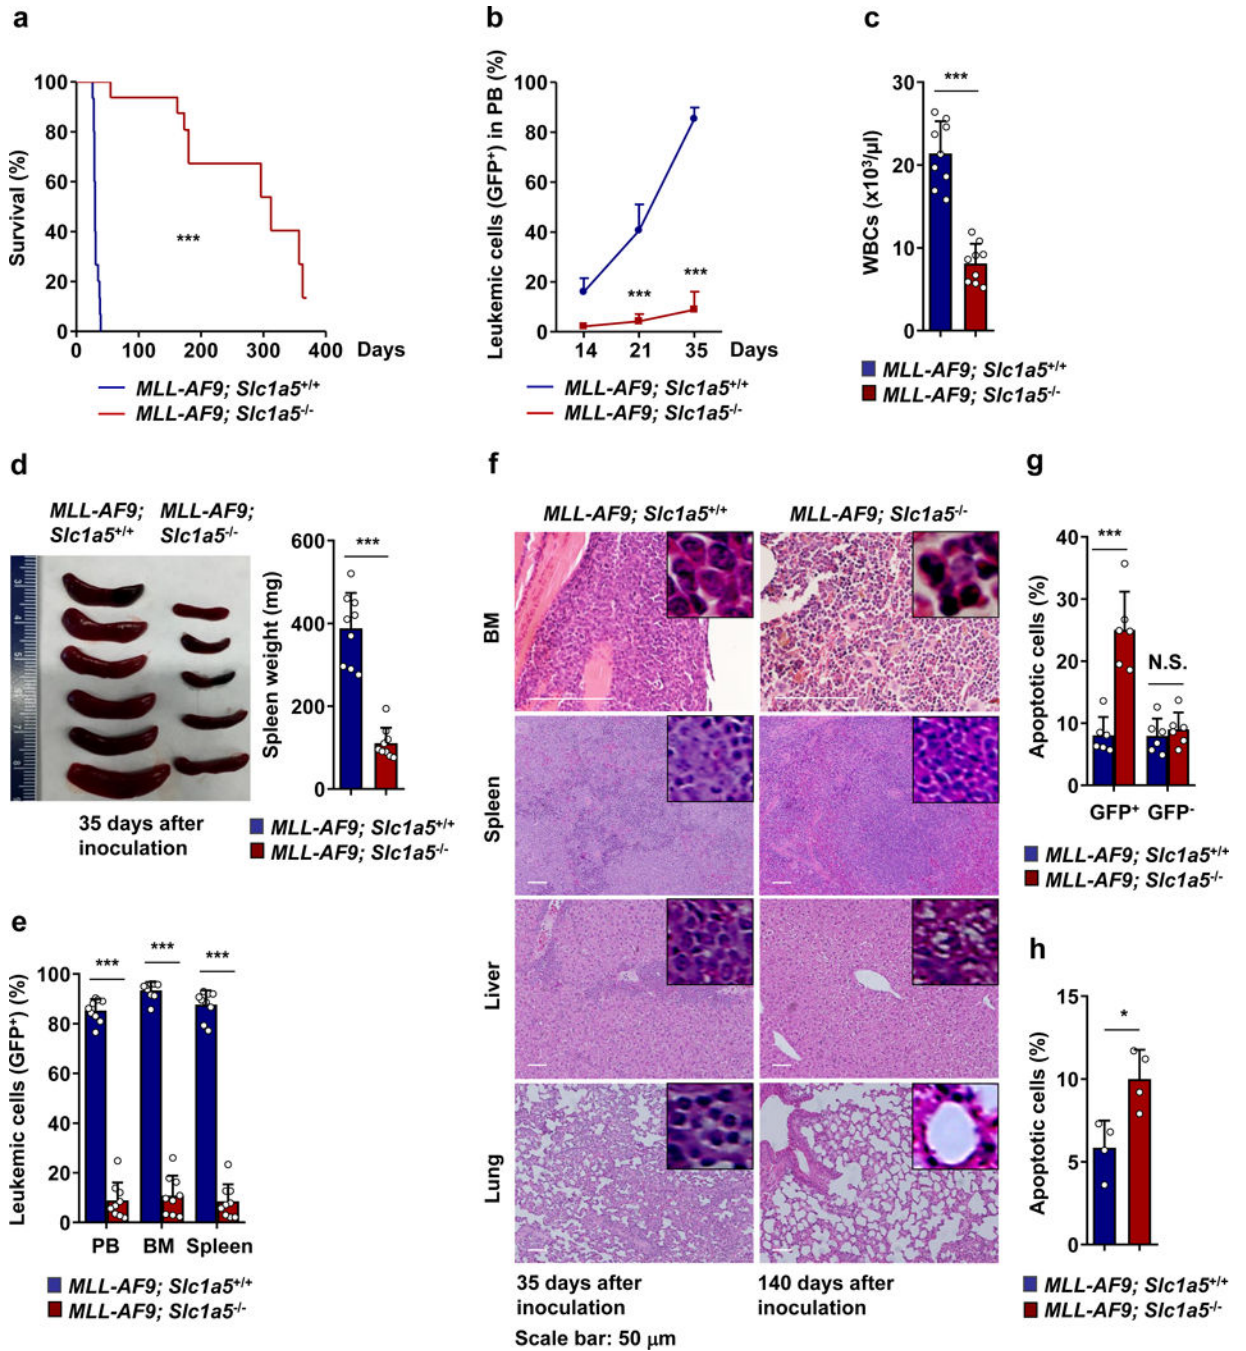 a
Survival (%)
100
80
60
40
20
0
0 100 200 300 400 Days
***
MLL-AF9; Slc1a5+/+
MLL-AF9; Slc1a5-/-
b
Leukemic cells (GFP+) in PB (%)
100
80
60
40
20
0
*** ***
14 21 35 Days
MLL-AF9; Slc1a5+/+
MLL-AF9; Slc1a5-/-
c
WBCs (x10³/µl)
***
30
20
10
0
MLL-AF9; Slc1a5+/+
MLL-AF9; Slc1a5-/-
d
MLL-AF9;
Slc1a5+/+
MLL-AF9;
Slc1a5-/-
35 days after
inoculation
Spleen weight (mg)
***
600
400
200
0
MLL-AF9; Slc1a5+/+
MLL-AF9; Slc1a5-/-
e
Leukemic cells (GFP+) (%)
*** *** ***
100
80
60
40
20
0
PB BM Spleen
MLL-AF9; Slc1a5+/+
MLL-AF9; Slc1a5-/-
f
MLL-AF9; Slc1a5+/+ MLL-AF9; Slc1a5-/-
BM
Spleen
Liver
Lung
35 days after
inoculation
140 days after
inoculation
Scale bar: 50 µm
g
Apoptotic cells (%)
40
30
20
10
0
***
N.S.
GFP+ GFP-
MLL-AF9; Slc1a5+/+
MLL-AF9; Slc1a5-/-
h
Apoptotic cells (%)
15
10
5
0
*
MLL-AF9; Slc1a5+/+
MLL-AF9; Slc1a5-/-